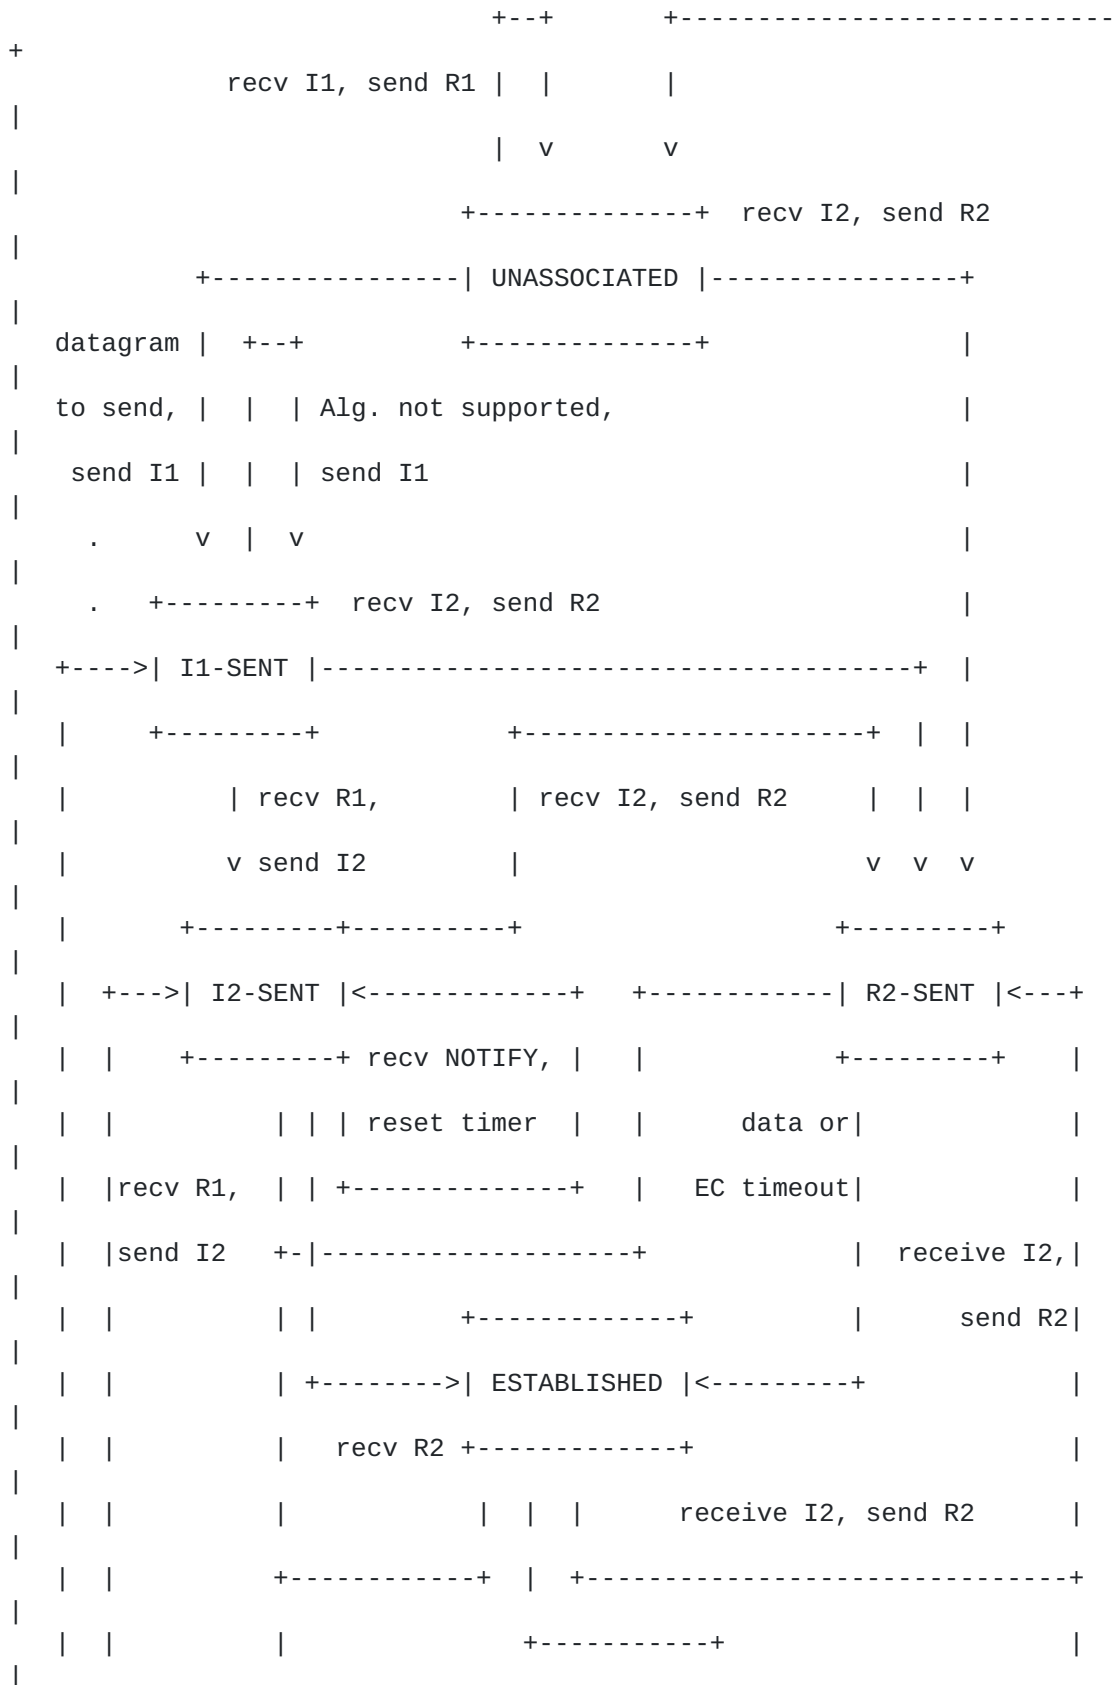 +--+       +----------------------------
+
              recv I1, send R1 |  |       |
|
                               |  v       v
|
                             +--------------+  recv I2, send R2
|
            +----------------| UNASSOCIATED |----------------+
|
   datagram |  +--+          +--------------+                |
|
   to send, |  |  | Alg. not supported,                      |
|
    send I1 |  |  | send I1                                  |
|
     .      v  |  v                                          |
|
     .   +---------+  recv I2, send R2                       |
|
   +---->| I1-SENT |--------------------------------------+  |
|
   |     +---------+            +----------------------+  |  |
|
   |          | recv R1,        | recv I2, send R2     |  |  |
|
   |          v send I2         |                      v  v  v
|
   |       +---------+----------+                    +---------+
|
   |  +--->| I2-SENT |<-------------+   +------------| R2-SENT |<---+
|
   |  |    +---------+ recv NOTIFY, |   |            +---------+    |
|
   |  |          | | | reset timer  |   |      data or|             |
|
   |  |recv R1,  | | +--------------+   |   EC timeout|             |
|
   |  |send I2   +-|--------------------+             |  receive I2,|
|
   |  |          | |         +-------------+          |      send R2|
|
   |  |          | +-------->| ESTABLISHED |<---------+             |
|
   |  |          |   recv R2 +-------------+                        |
|
   |  |          |            |  |  |      receive I2, send R2      |
|
   |  |          +------------+  |  +-------------------------------+
|
   |  |          |               +-----------+                      |
|